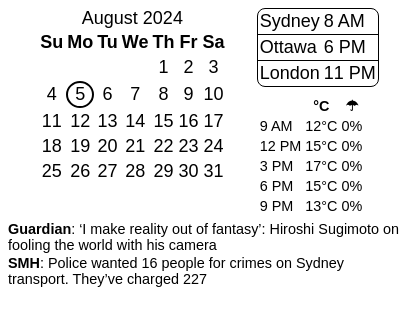 August 2024
Su Mo Tu We Th Fr Sa
1 2 3
4 5 6 7 8 9 10
11 12 13 14 15 16 17
18 19 20 21 22 23 24
25 26 27 28 29 30 31
Sydney 8 AM
Ottawa 6 PM
London 11 PM
°C ☂
9 AM 12°C 0%
12 PM 15°C 0%
3 PM 17°C 0%
6 PM 15°C 0%
9 PM 13°C 0%
Guardian: ‘I make reality out of fantasy’: Hiroshi Sugimoto on
fooling the world with his camera
SMH: Police wanted 16 people for crimes on Sydney
transport. They’ve charged 227